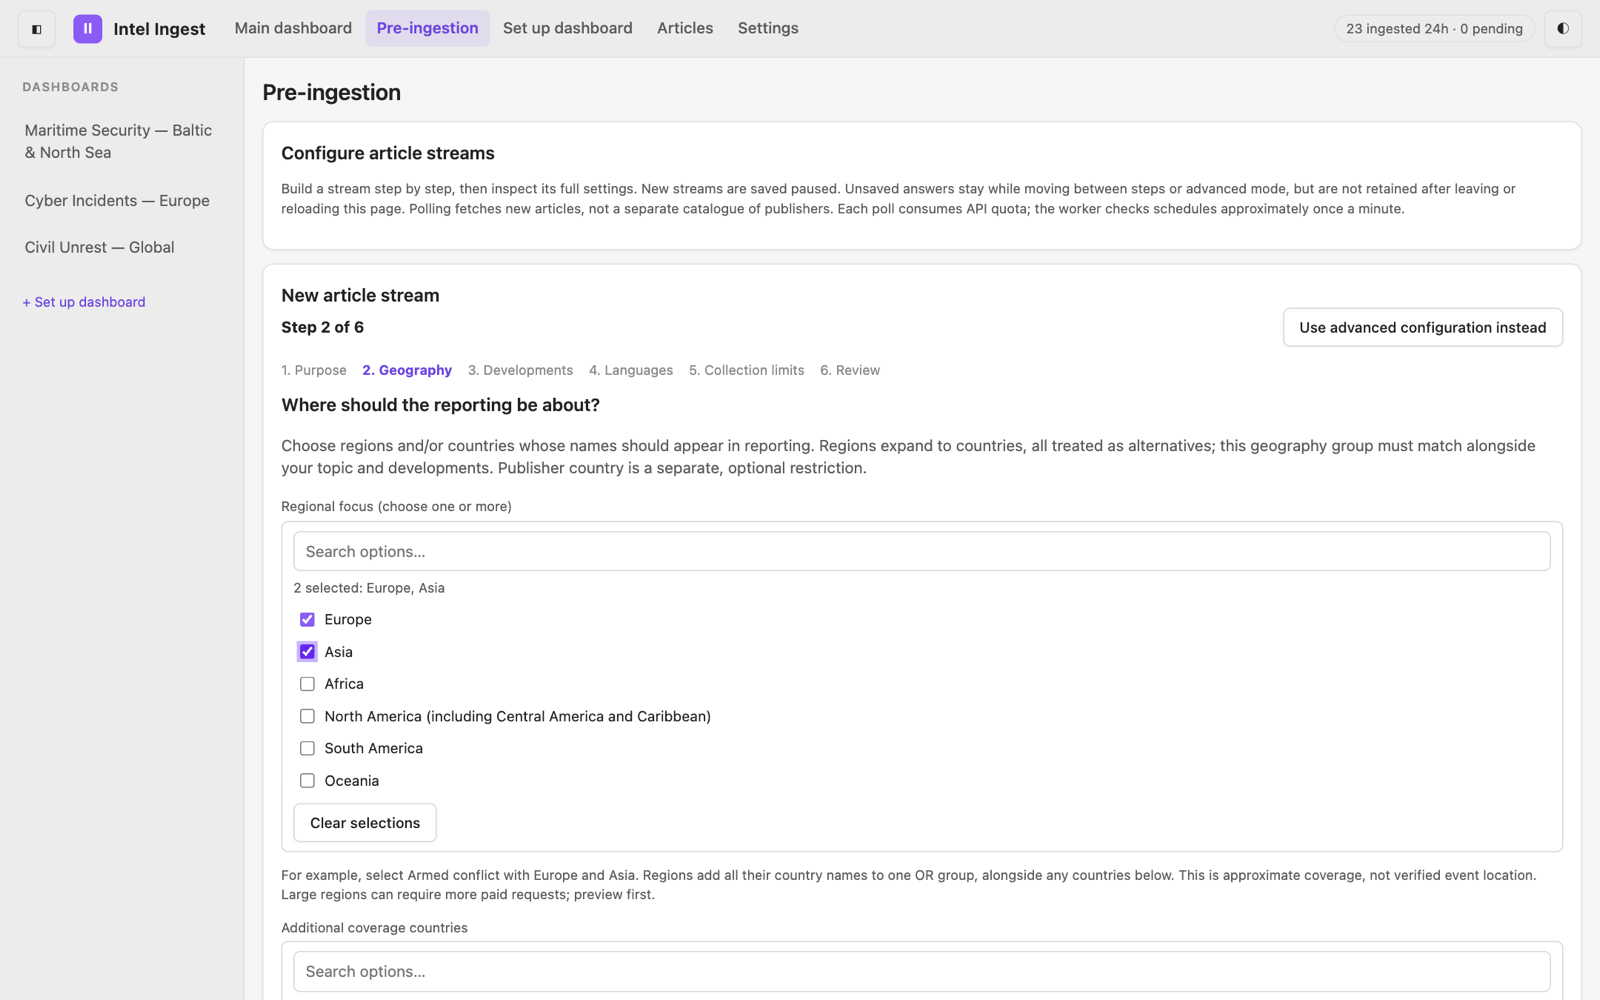 Intel Ingest
Main dashboard
Pre-ingestion
Set up dashboard
Articles
Settings
23 ingested 24h · 0 pending
DASHBOARDS
Maritime Security — Baltic
& North Sea
Cyber Incidents — Europe
Civil Unrest — Global
+ Set up dashboard
Pre-ingestion
Configure article streams
Build a stream step by step, then inspect its full settings. New streams are saved paused. Unsaved answers stay while moving between steps or advanced mode, but are not retained after leaving or
reloading this page. Polling fetches new articles, not a separate catalogue of publishers. Each poll consumes API quota; the worker checks schedules approximately once a minute.
New article stream
Step 2 of 6
Use advanced configuration instead
1. Purpose
2. Geography
3. Developments
4. Languages
5. Collection limits
6. Review
Where should the reporting be about?
Choose regions and/or countries whose names should appear in reporting. Regions expand to countries, all treated as alternatives; this geography group must match alongside
your topic and developments. Publisher country is a separate, optional restriction.
Regional focus (choose one or more)
Search options...
2 selected: Europe, Asia
Europe
Asia
Africa
North America (including Central America and Caribbean)
South America
Oceania
Clear selections
For example, select Armed conflict with Europe and Asia. Regions add all their country names to one OR group, alongside any countries below. This is approximate coverage, not verified event location.
Large regions can require more paid requests; preview first.
Additional coverage countries
Search options...